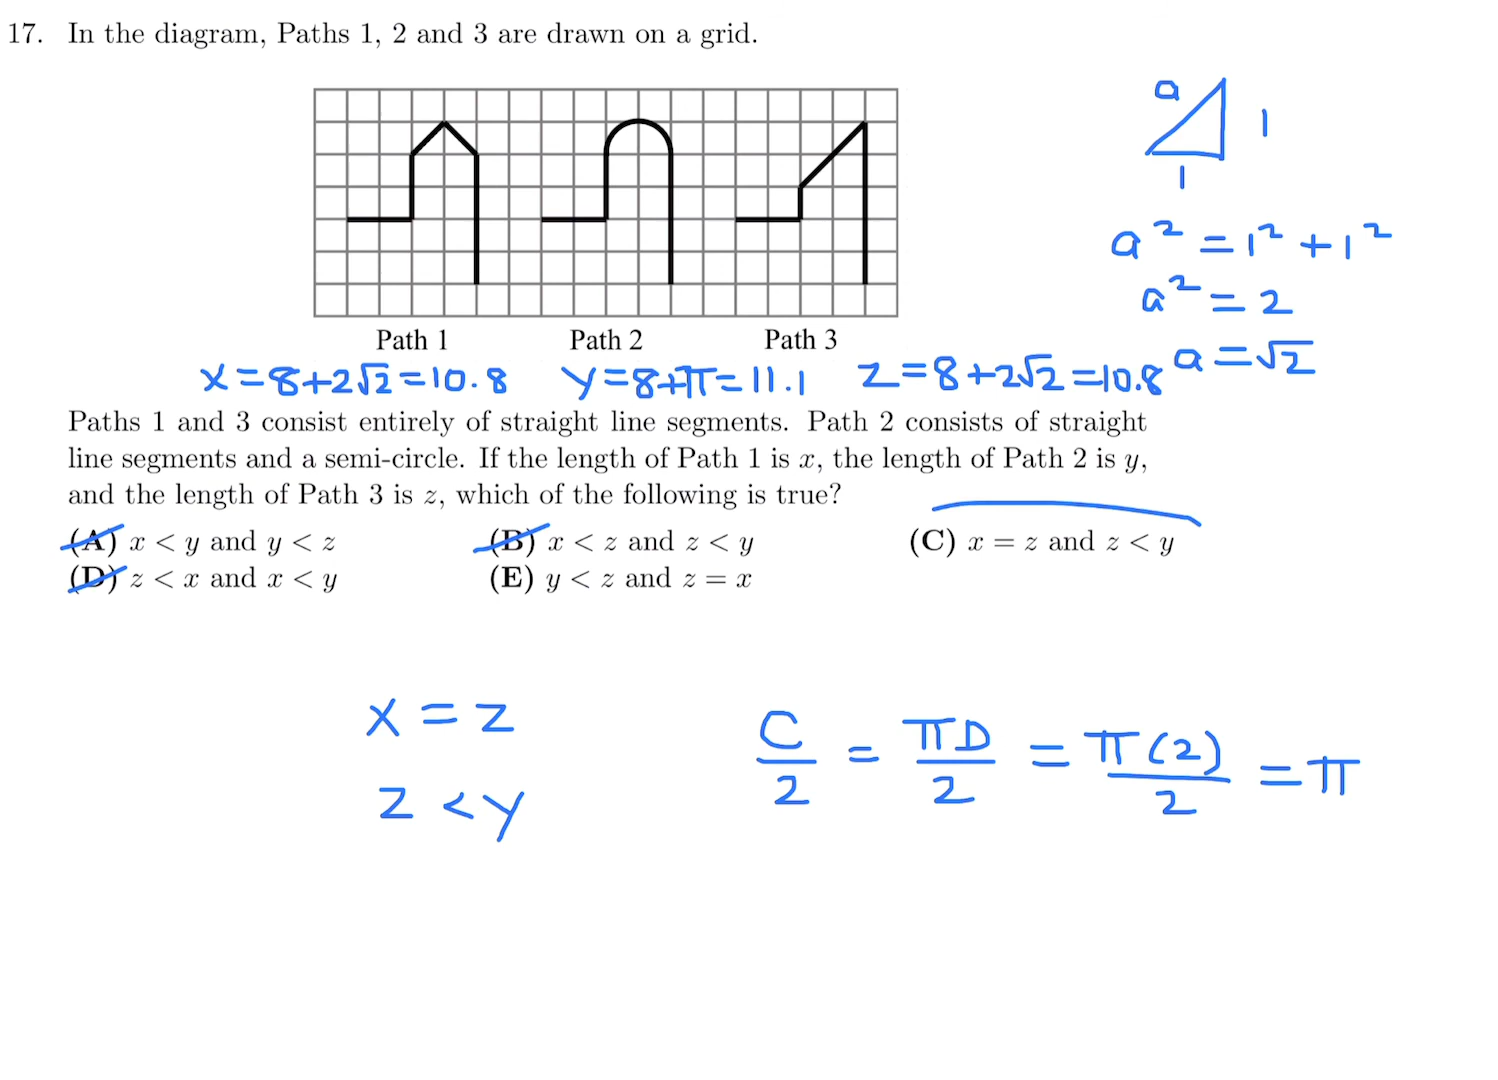 17. In the diagram, Paths 1, 2 and 3 are drawn on a grid.
a
1
1
a² = 1² + 1²
a² = 2
a = √2
Path 1
Path 2
Path 3
x = 8 + 2√2 = 10.8
y = 8 + π = 11.1
z = 8 + 2√2 = 10.8
Paths 1 and 3 consist entirely of straight line segments. Path 2 consists of straight
line segments and a semi-circle. If the length of Path 1 is x, the length of Path 2 is y,
and the length of Path 3 is z, which of the following is true?
(A) x < y and y < z
(B) x < z and z < y
(C) x = z and z < y
(D) z < x and x < y
(E) y < z and z = x
x = z
z < y
C/2 = πD/2 = π(2)/2 = π